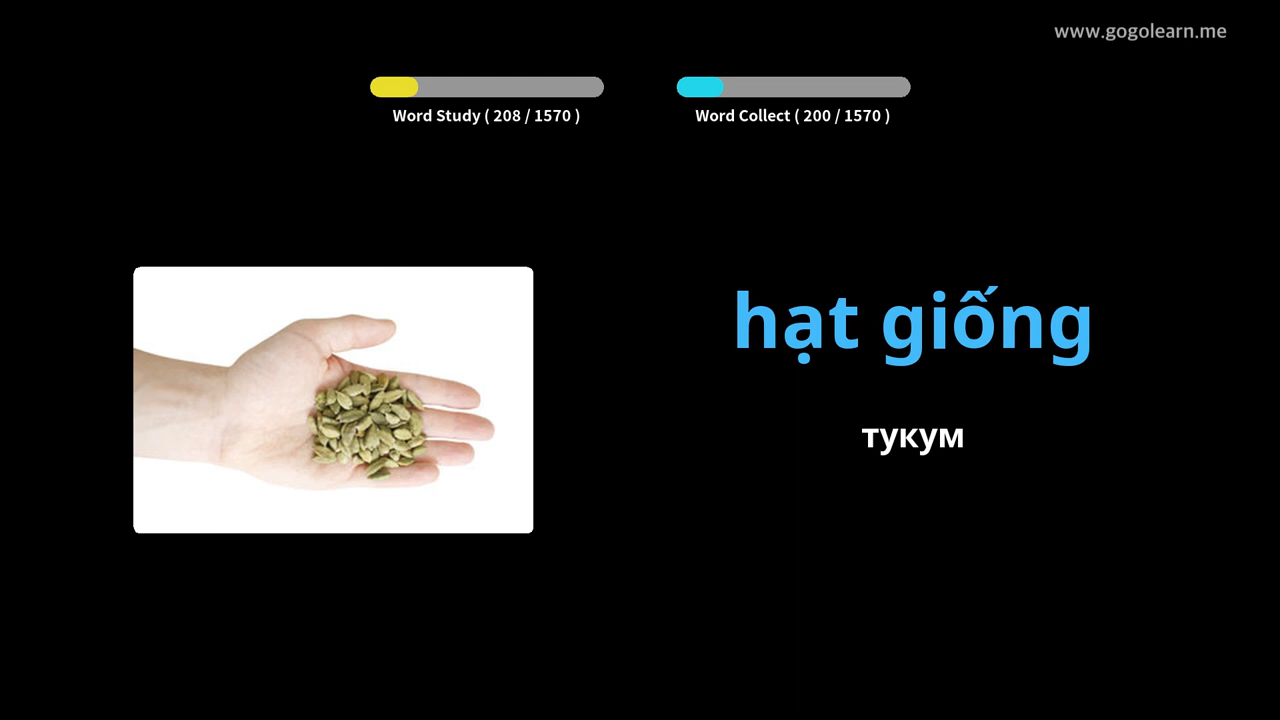 www.gogolearn.me
Word Study ( 208 / 1570 )
Word Collect ( 200 / 1570 )
hạt giống
тукум